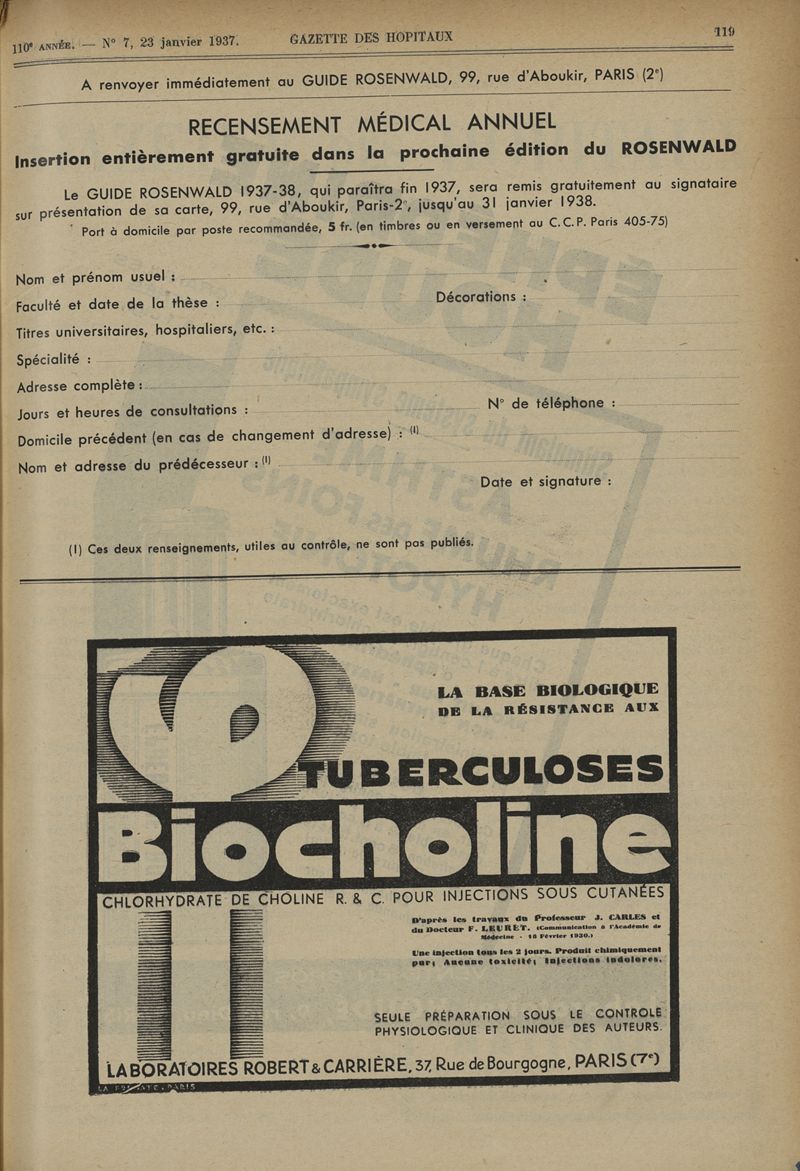 110e ANNÉE. — N° 7, 23 janvier 1937. GAZETTE DES HOPITAUX 119
A renvoyer immédiatement au GUIDE ROSENWALD, 99, rue d'Aboukir, PARIS (2e)
RECENSEMENT MÉDICAL ANNUEL
Insertion entièrement gratuite dans la prochaine édition du ROSENWALD
Le GUIDE ROSENWALD 1937-38, qui paraîtra fin 1937, sera remis gratuitement au signataire
sur présentation de sa carte, 99, rue d'Aboukir, Paris-2e, jusqu'au 31 janvier 1938.
Port à domicile par poste recommandée, 5 fr. (en timbres ou en versement au C.C.P. Paris 405-75)
Nom et prénom usuel :
Faculté et date de la thèse : Décorations :
Titres universitaires, hospitaliers, etc. :
Spécialité :
Adresse complète :
Jours et heures de consultations : N° de téléphone :
Domicile précédent (en cas de changement d'adresse) : (1)
Nom et adresse du prédécesseur : (1)
Date et signature :
(1) Ces deux renseignements, utiles au contrôle, ne sont pas publiés.
LA BASE BIOLOGIQUE
DE LA RÉSISTANCE AUX
TUBERCULOSES
Biocholine
CHLORHYDRATE DE CHOLINE R. & C. POUR INJECTIONS SOUS CUTANÉES
D'après les travaux du Professeur J. CARLES et
du Docteur F. LEURET. (Communication à l'Académie de
Médecine - 18 Février 1930.)
Une injection tous les 2 jours. Produit chimiquement
pur; Aucune toxicité; Injections indolores.
SEULE PRÉPARATION SOUS LE CONTROLE
PHYSIOLOGIQUE ET CLINIQUE DES AUTEURS.
LABORATOIRES ROBERT & CARRIÈRE, 37, Rue de Bourgogne, PARIS (7e)
PARIS